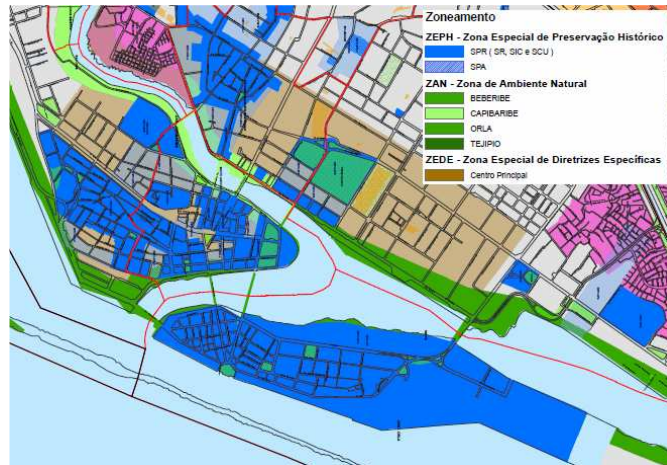 Zoneamento
ZEPH - Zona Especial de Preservação Histórico
SPR ( SR, SIC e SCU )
SPA
ZAN - Zona de Ambiente Natural
BEBERIBE
CAPIBARIBE
ORLA
TEJIPIO
ZEDE - Zona Especial de Diretrizes Específicas
Centro Principal